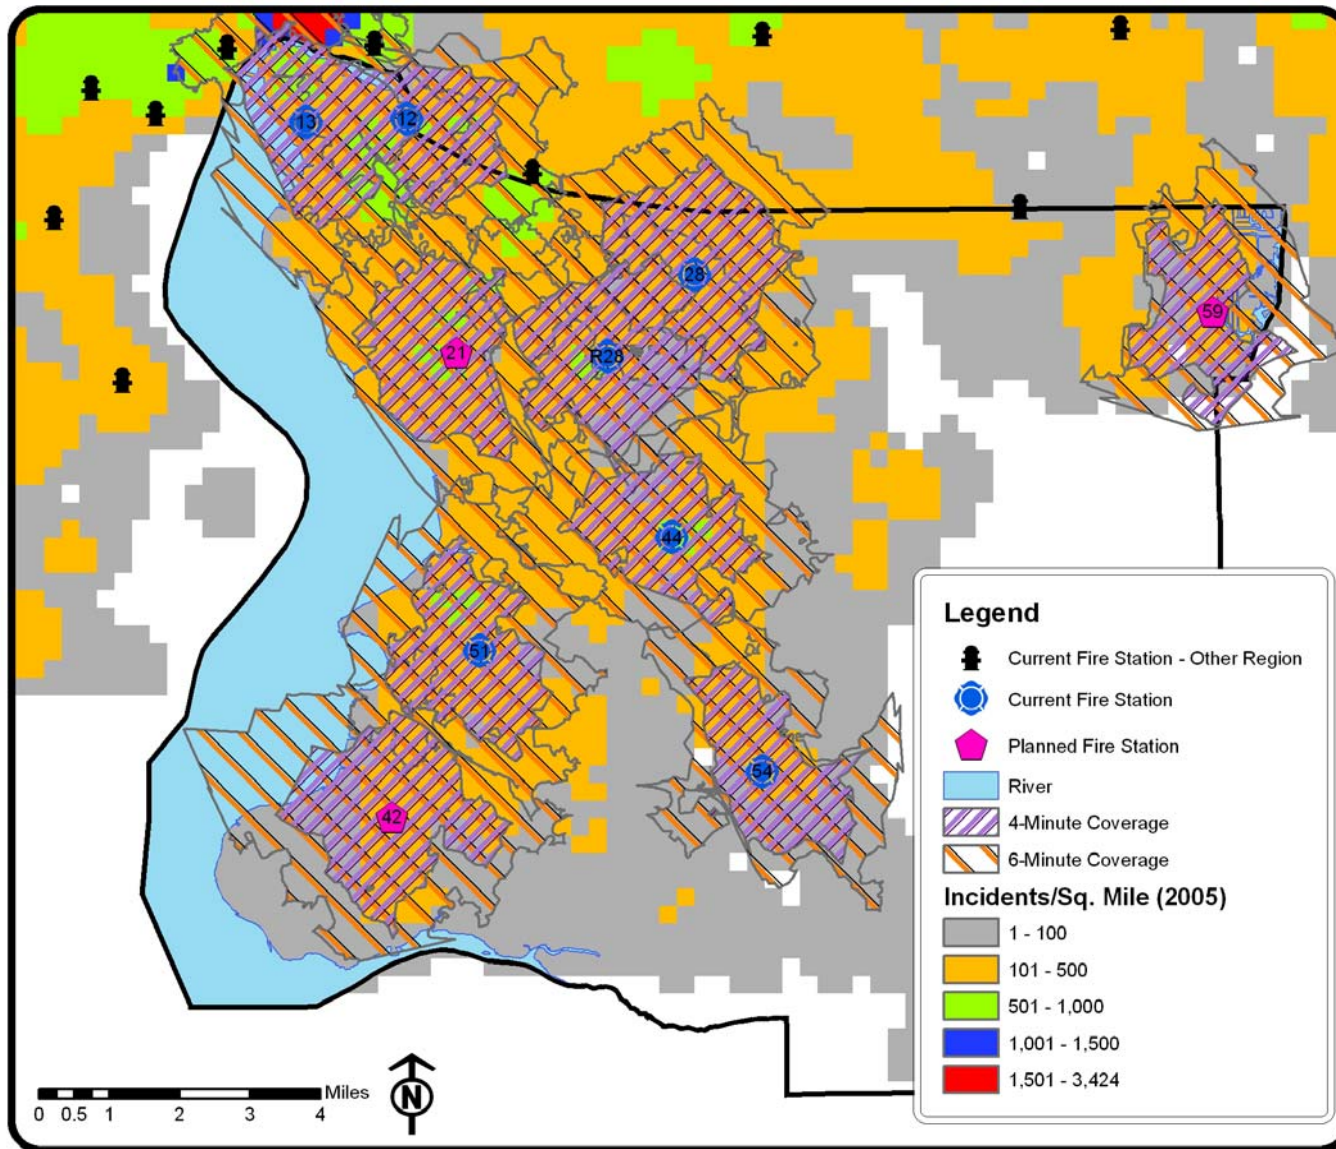 13
12
28
59
21
R28
44
51
54
42
Legend
Current Fire Station - Other Region
Current Fire Station
Planned Fire Station
River
4-Minute Coverage
6-Minute Coverage
Incidents/Sq. Mile (2005)
1 - 100
101 - 500
501 - 1,000
1,001 - 1,500
1,501 - 3,424
Miles
0 0.5 1 2 3 4
N